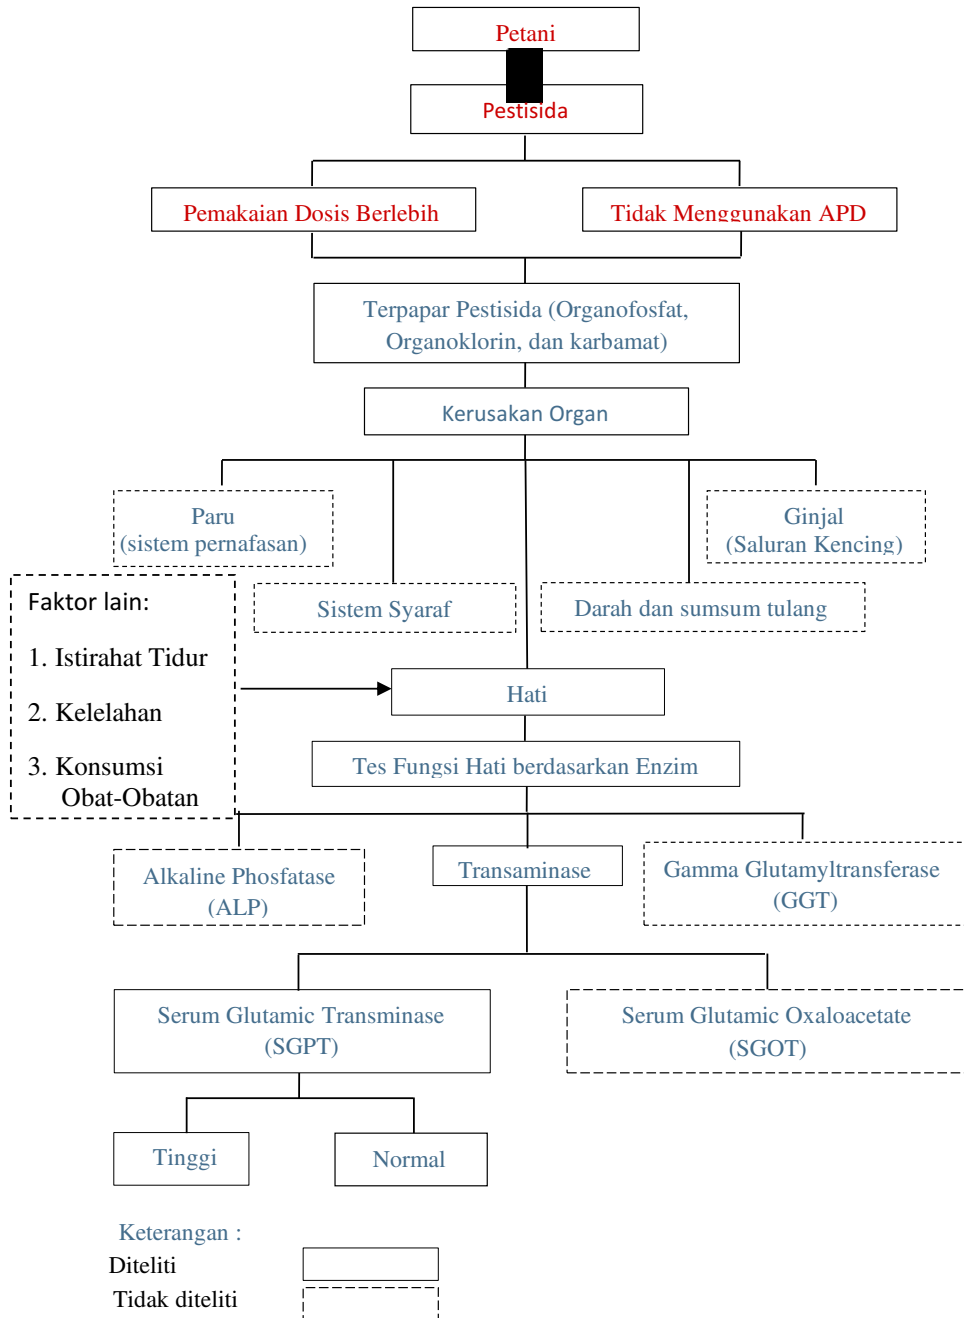 Petani
Pestisida
Pemakaian Dosis Berlebih
Tidak Menggunakan APD
Terpapar Pestisida (Organofosfat,
Organoklorin, dan karbamat)
Kerusakan Organ
Paru
(sistem pernafasan)
Ginjal
(Saluran Kencing)
Sistem Syaraf
Darah dan sumsum tulang
Faktor lain:
1. Istirahat Tidur
2. Kelelahan
3. Konsumsi
Obat-Obatan
Hati
Tes Fungsi Hati berdasarkan Enzim
Alkaline Phosfatase
(ALP)
Transaminase
Gamma Glutamyltransferase
(GGT)
Serum Glutamic Transminase
(SGPT)
Serum Glutamic Oxaloacetate
(SGOT)
Tinggi
Normal
Keterangan :
Diteliti
Tidak diteliti